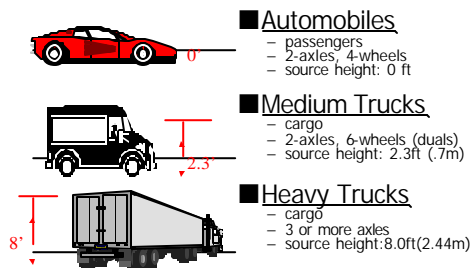 ■Automobiles
– passengers
– 2-axles, 4-wheels
– source height: 0 ft
0'
■Medium Trucks
– cargo
– 2-axles, 6-wheels (duals)
– source height: 2.3ft (.7m)
2.3'
■Heavy Trucks
– cargo
– 3 or more axles
– source height:8.0ft(2.44m)
8'